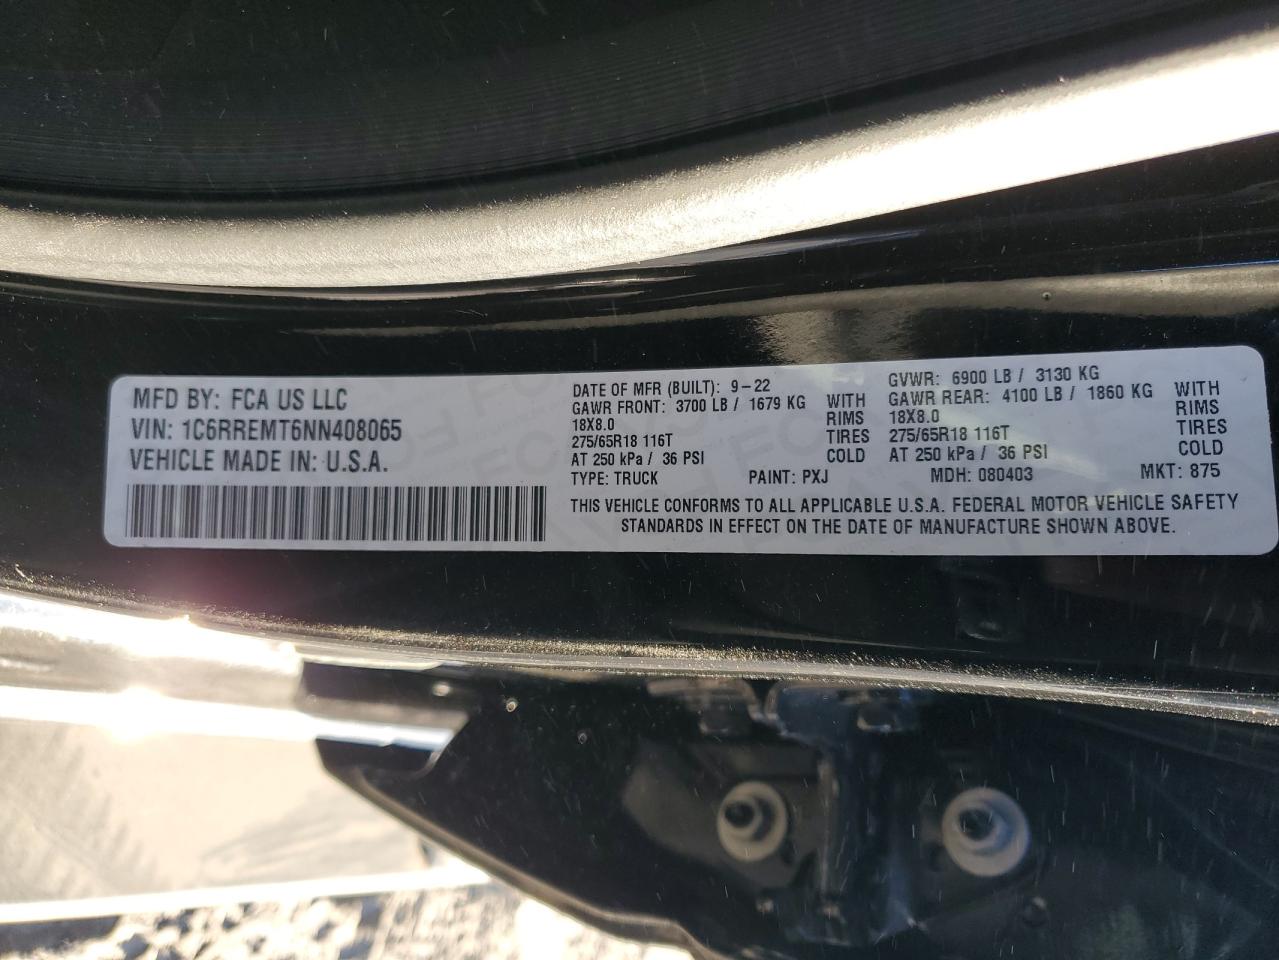 MFD BY: FCA US LLC
VIN: 1C6RREMT6NN408065
VEHICLE MADE IN: U.S.A.
DATE OF MFR (BUILT): 9-22
GAWR FRONT: 3700 LB / 1679 KG WITH
18X8.0 RIMS
275/65R18 116T TIRES
AT 250 kPa / 36 PSI COLD
GVWR: 6900 LB / 3130 KG
GAWR REAR: 4100 LB / 1860 KG WITH
18X8.0 RIMS
275/65R18 116T TIRES
AT 250 kPa / 36 PSI COLD
TYPE: TRUCK PAINT: PXJ MDH: 080403 MKT: 875
THIS VEHICLE CONFORMS TO ALL APPLICABLE U.S.A. FEDERAL MOTOR VEHICLE SAFETY
STANDARDS IN EFFECT ON THE DATE OF MANUFACTURE SHOWN ABOVE.